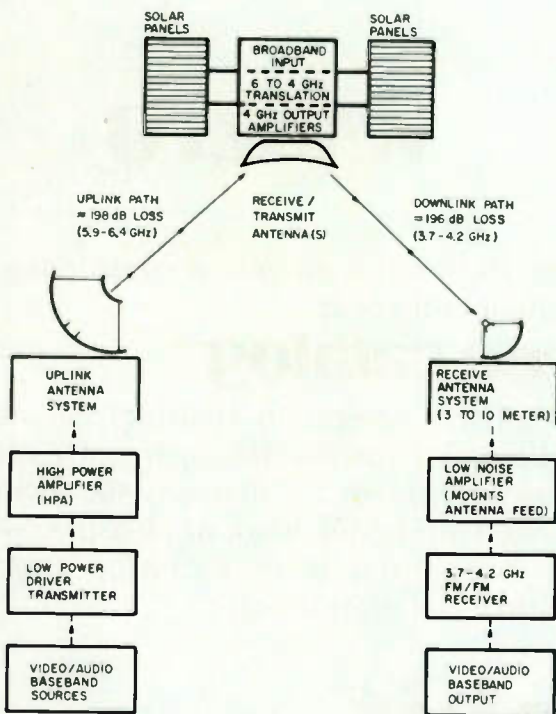 SOLAR
PANELS
SOLAR
PANELS
BROADBAND
INPUT
6 TO 4 GHz
TRANSLATION
4 GHz OUTPUT
AMPLIFIERS
UPLINK PATH
≈ 198 dB LOSS
(5.9-6.4 GHz)
RECEIVE /
TRANSMIT
ANTENNA(S)
DOWNLINK PATH
≈ 196 dB LOSS
(3.7-4.2 GHz)
UPLINK
ANTENNA
SYSTEM
HIGH POWER
AMPLIFIER
(HPA)
LOW POWER
DRIVER
TRANSMITTER
VIDEO/AUDIO
BASEBAND
SOURCES
RECEIVE
ANTENNA
SYSTEM
(3 TO 10 METER)
LOW NOISE
AMPLIFIER
(MOUNTS
ANTENNA FEED)
3.7-4.2 GHz
FM/FM
RECEIVER
VIDEO/AUDIO
BASEBAND
OUTPUT